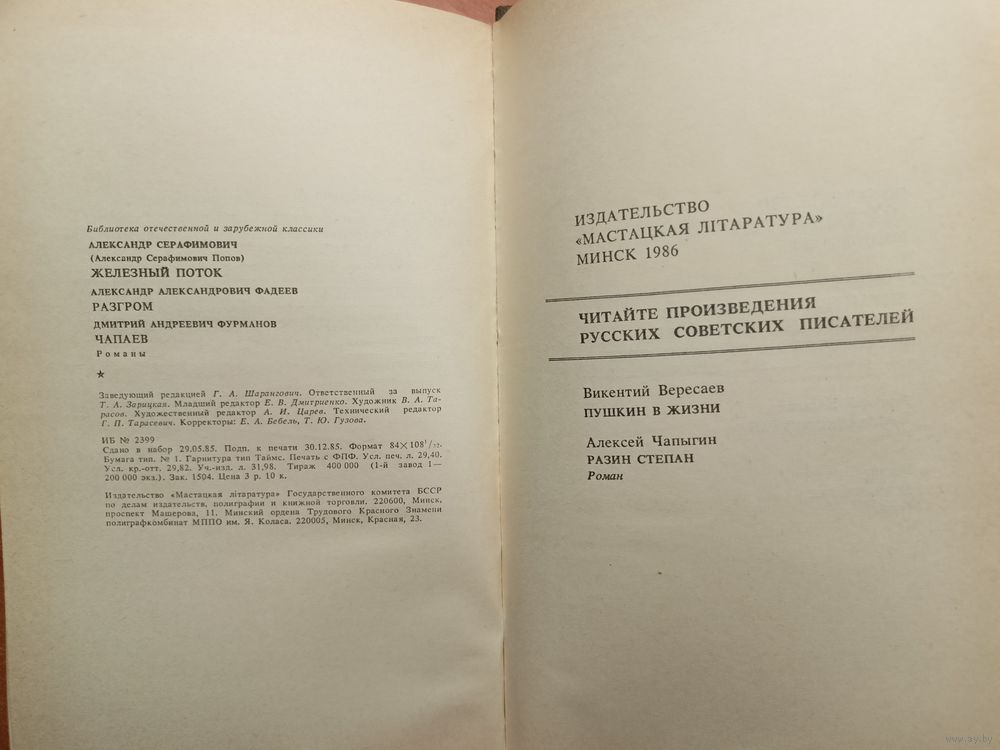 Библиотека отечественной и зарубежной классики
АЛЕКСАНДР СЕРАФИМОВИЧ
(Александр Серафимович Попов)
ЖЕЛЕЗНЫЙ ПОТОК
АЛЕКСАНДР АЛЕКСАНДРОВИЧ ФАДЕЕВ
РАЗГРОМ
ДМИТРИЙ АНДРЕЕВИЧ ФУРМАНОВ
ЧАПАЕВ
Романы
★
Заведующий редакцией Г. А. Шарангович. Ответственный за выпуск
Т. А. Зарицкая. Младший редактор Е. В. Дмитриенко. Художник В. А. Та-
расов. Художественный редактор А. И. Царев. Технический редактор
Г. П. Тарасевич. Корректоры: Е. А. Бебель, Т. Ю. Гузова.
ИБ № 2399
Сдано в набор 29.05.85. Подп. к печати 30.12.85. Формат 84×108¹/₃₂.
Бумага тип. № 1. Гарнитура тип Таймс. Печать с ФПФ. Усл. печ. л. 29,40.
Усл. кр.-отт. 29,82. Уч.-изд. л. 31,98. Тираж 400 000 (1-й завод 1—
200 000 экз.). Зак. 1504. Цена 3 р. 10 к.
Издательство «Мастацкая літаратура» Государственного комитета БССР
по делам издательств, полиграфии и книжной торговли. 220600, Минск,
проспект Машерова, 11. Минский ордена Трудового Красного Знамени
полиграфкомбинат МППО им. Я. Коласа. 220005, Минск, Красная, 23.
ИЗДАТЕЛЬСТВО
«МАСТАЦКАЯ ЛІТАРАТУРА»
МИНСК 1986
ЧИТАЙТЕ ПРОИЗВЕДЕНИЯ
РУССКИХ СОВЕТСКИХ ПИСАТЕЛЕЙ
Викентий Вересаев
ПУШКИН В ЖИЗНИ
Алексей Чапыгин
РАЗИН СТЕПАН
Роман
www.ay.by